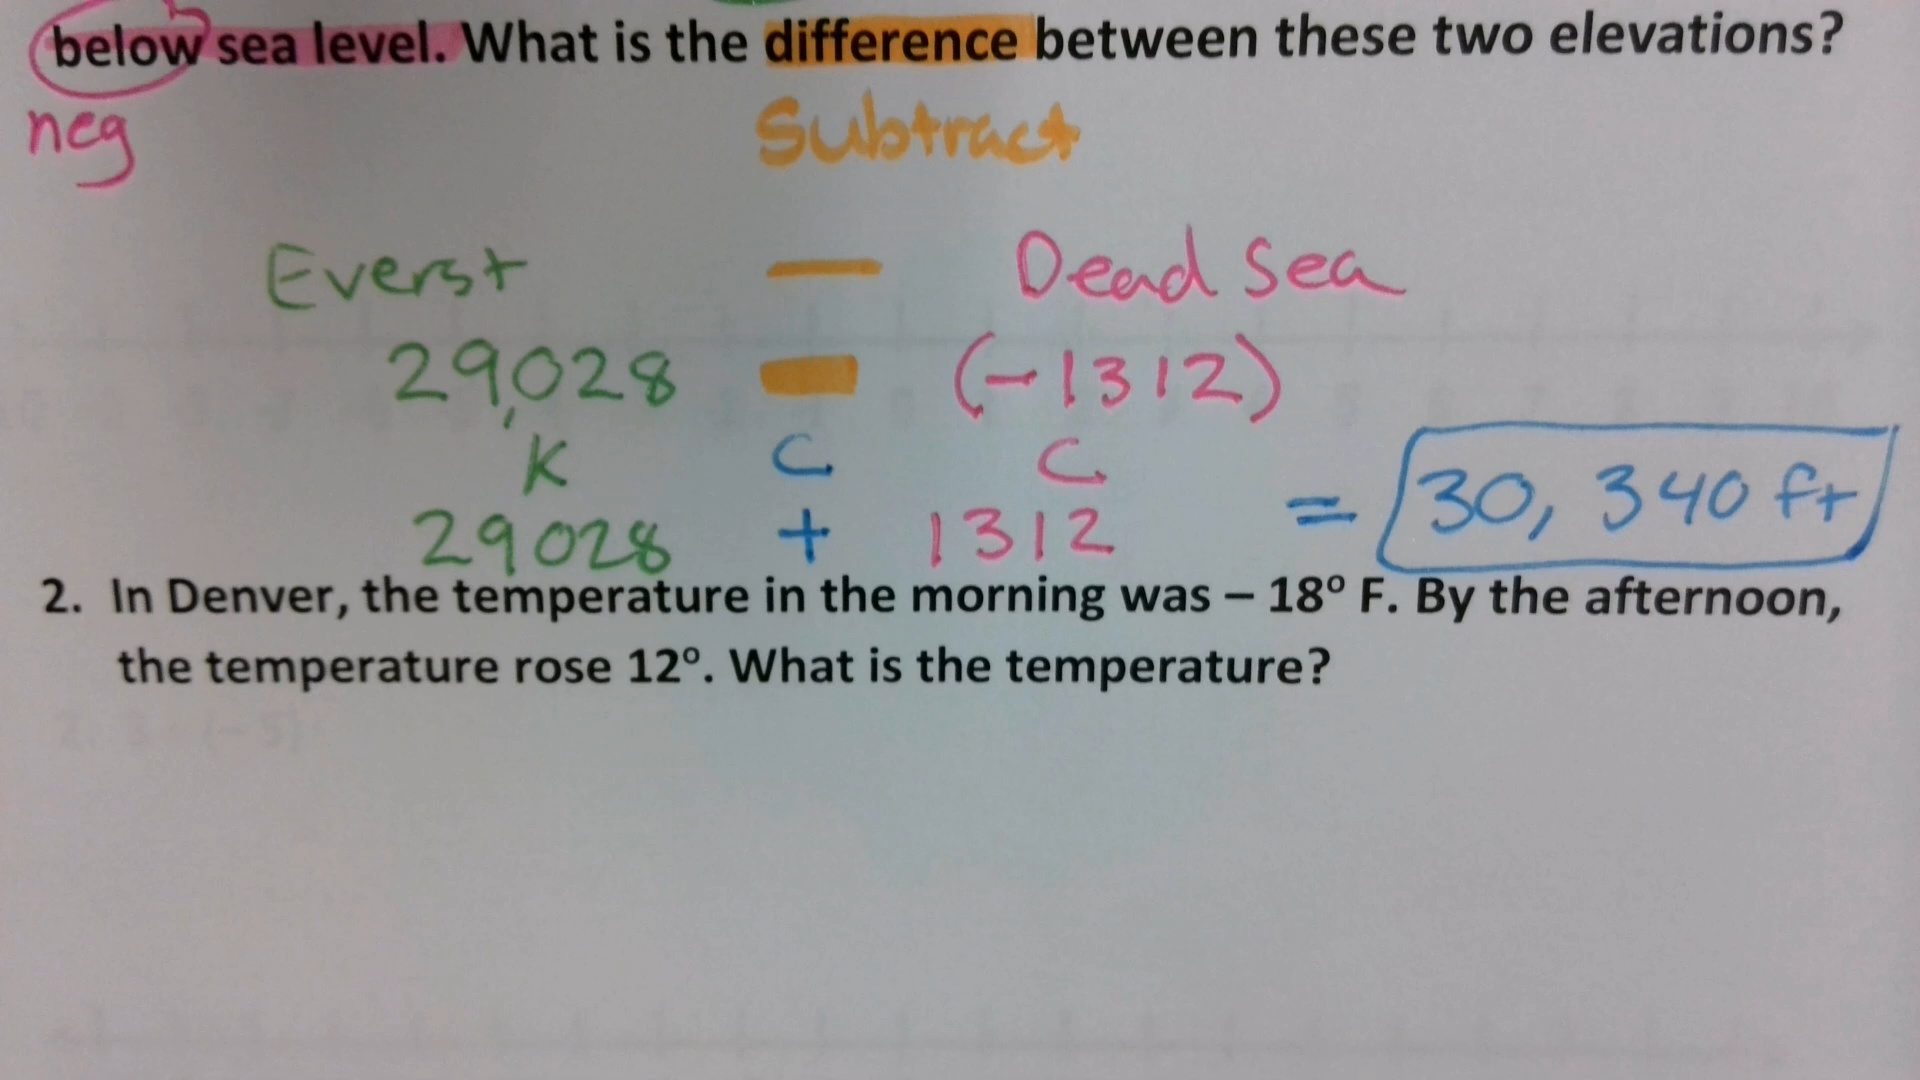 below sea level. What is the difference between these two elevations?
neg Subtract
Everst — Dead Sea
29,028 - (-1312)
K C C
29028 + 1312 = 30,340 ft
2. In Denver, the temperature in the morning was – 18º F. By the afternoon,
the temperature rose 12º. What is the temperature?